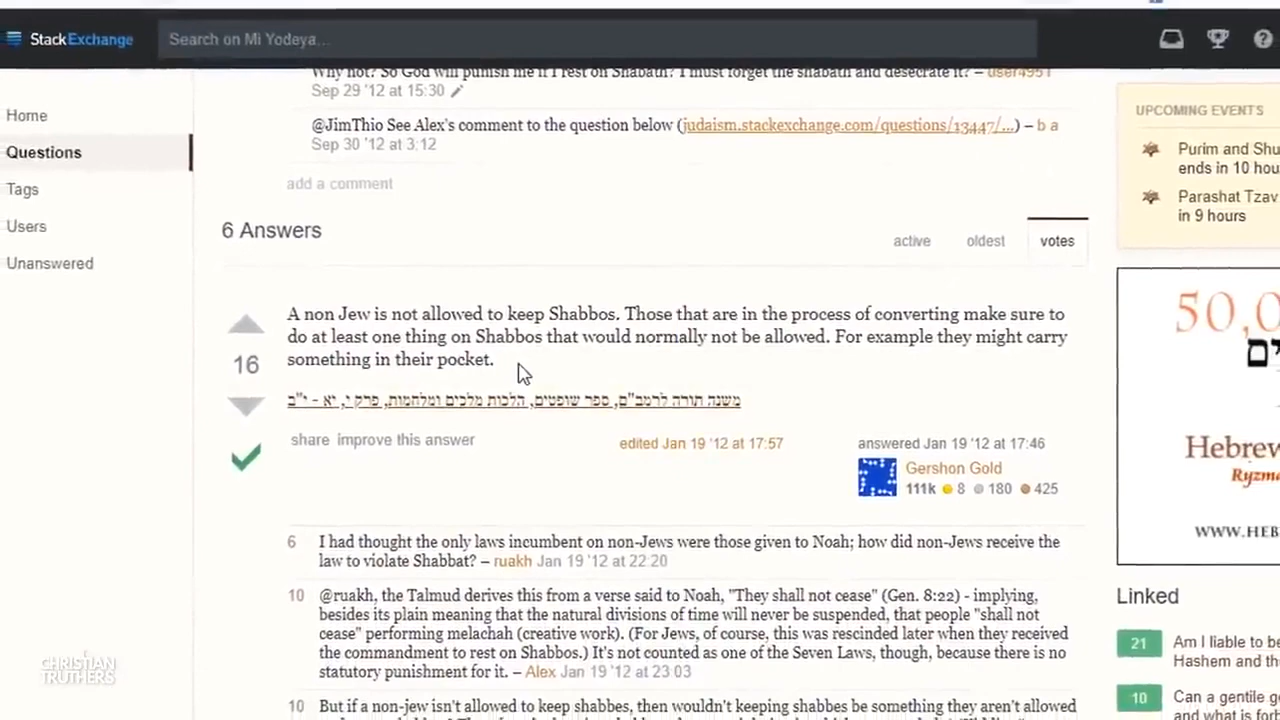 StackExchange
Search on Mi Yodeya...
Why not? So God will punish me if I rest on Shabath? I must forget the shabath and desecrate it? – user4951
Sep 29 '12 at 15:30
@JimThio See Alex's comment to the question below (judaism.stackexchange.com/questions/13447/...) – b a
Sep 30 '12 at 3:12
add a comment
Home
Questions
Tags
Users
Unanswered
6 Answers
active oldest votes
A non Jew is not allowed to keep Shabbos. Those that are in the process of converting make sure to
do at least one thing on Shabbos that would normally not be allowed. For example they might carry
something in their pocket.
16
משנה תורה לרמב"ם, ספר שופטים, הלכות מלכים ומלחמות, פרק י, יא - י"ב
share improve this answer
edited Jan 19 '12 at 17:57
answered Jan 19 '12 at 17:46
Gershon Gold
111k 8 180 425
6 I had thought the only laws incumbent on non-Jews were those given to Noah; how did non-Jews receive the
law to violate Shabbat? – ruakh Jan 19 '12 at 22:20
10 @ruakh, the Talmud derives this from a verse said to Noah, "They shall not cease" (Gen. 8:22) - implying,
besides its plain meaning that the natural divisions of time will never be suspended, that people "shall not
cease" performing melachah (creative work). (For Jews, of course, this was rescinded later when they received
the commandment to rest on Shabbos.) It's not counted as one of the Seven Laws, though, because there is no
statutory punishment for it. – Alex Jan 19 '12 at 23:03
10 But if a non-jew isn't allowed to keep shabbes, then wouldn't keeping shabbes be something they aren't allowed
UPCOMING EVENTS
Purim and Shu
ends in 10 hou
Parashat Tzav
in 9 hours
50,0
ים
Hebrew
Ryzma
WWW.HEB
Linked
21 Am I liable to be
Hashem and th
10 Can a gentile g
CHRISTIAN
TRUTHERS